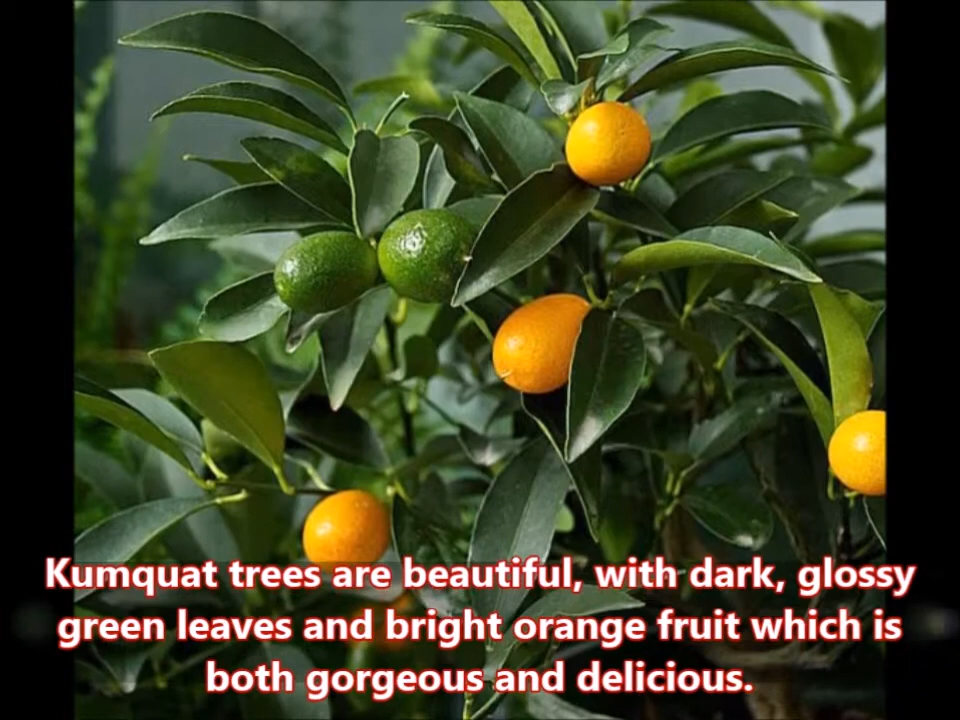 Kumquat trees are beautiful, with dark, glossy
green leaves and bright orange fruit which is
both gorgeous and delicious.